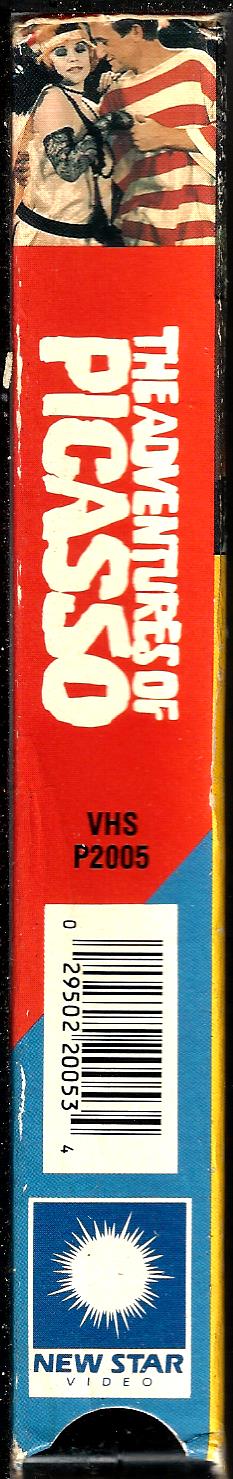 THE ADVENTURES OF
PICASSO
VHS
P2005
0 29502 20053 4
NEW STAR
VIDEO